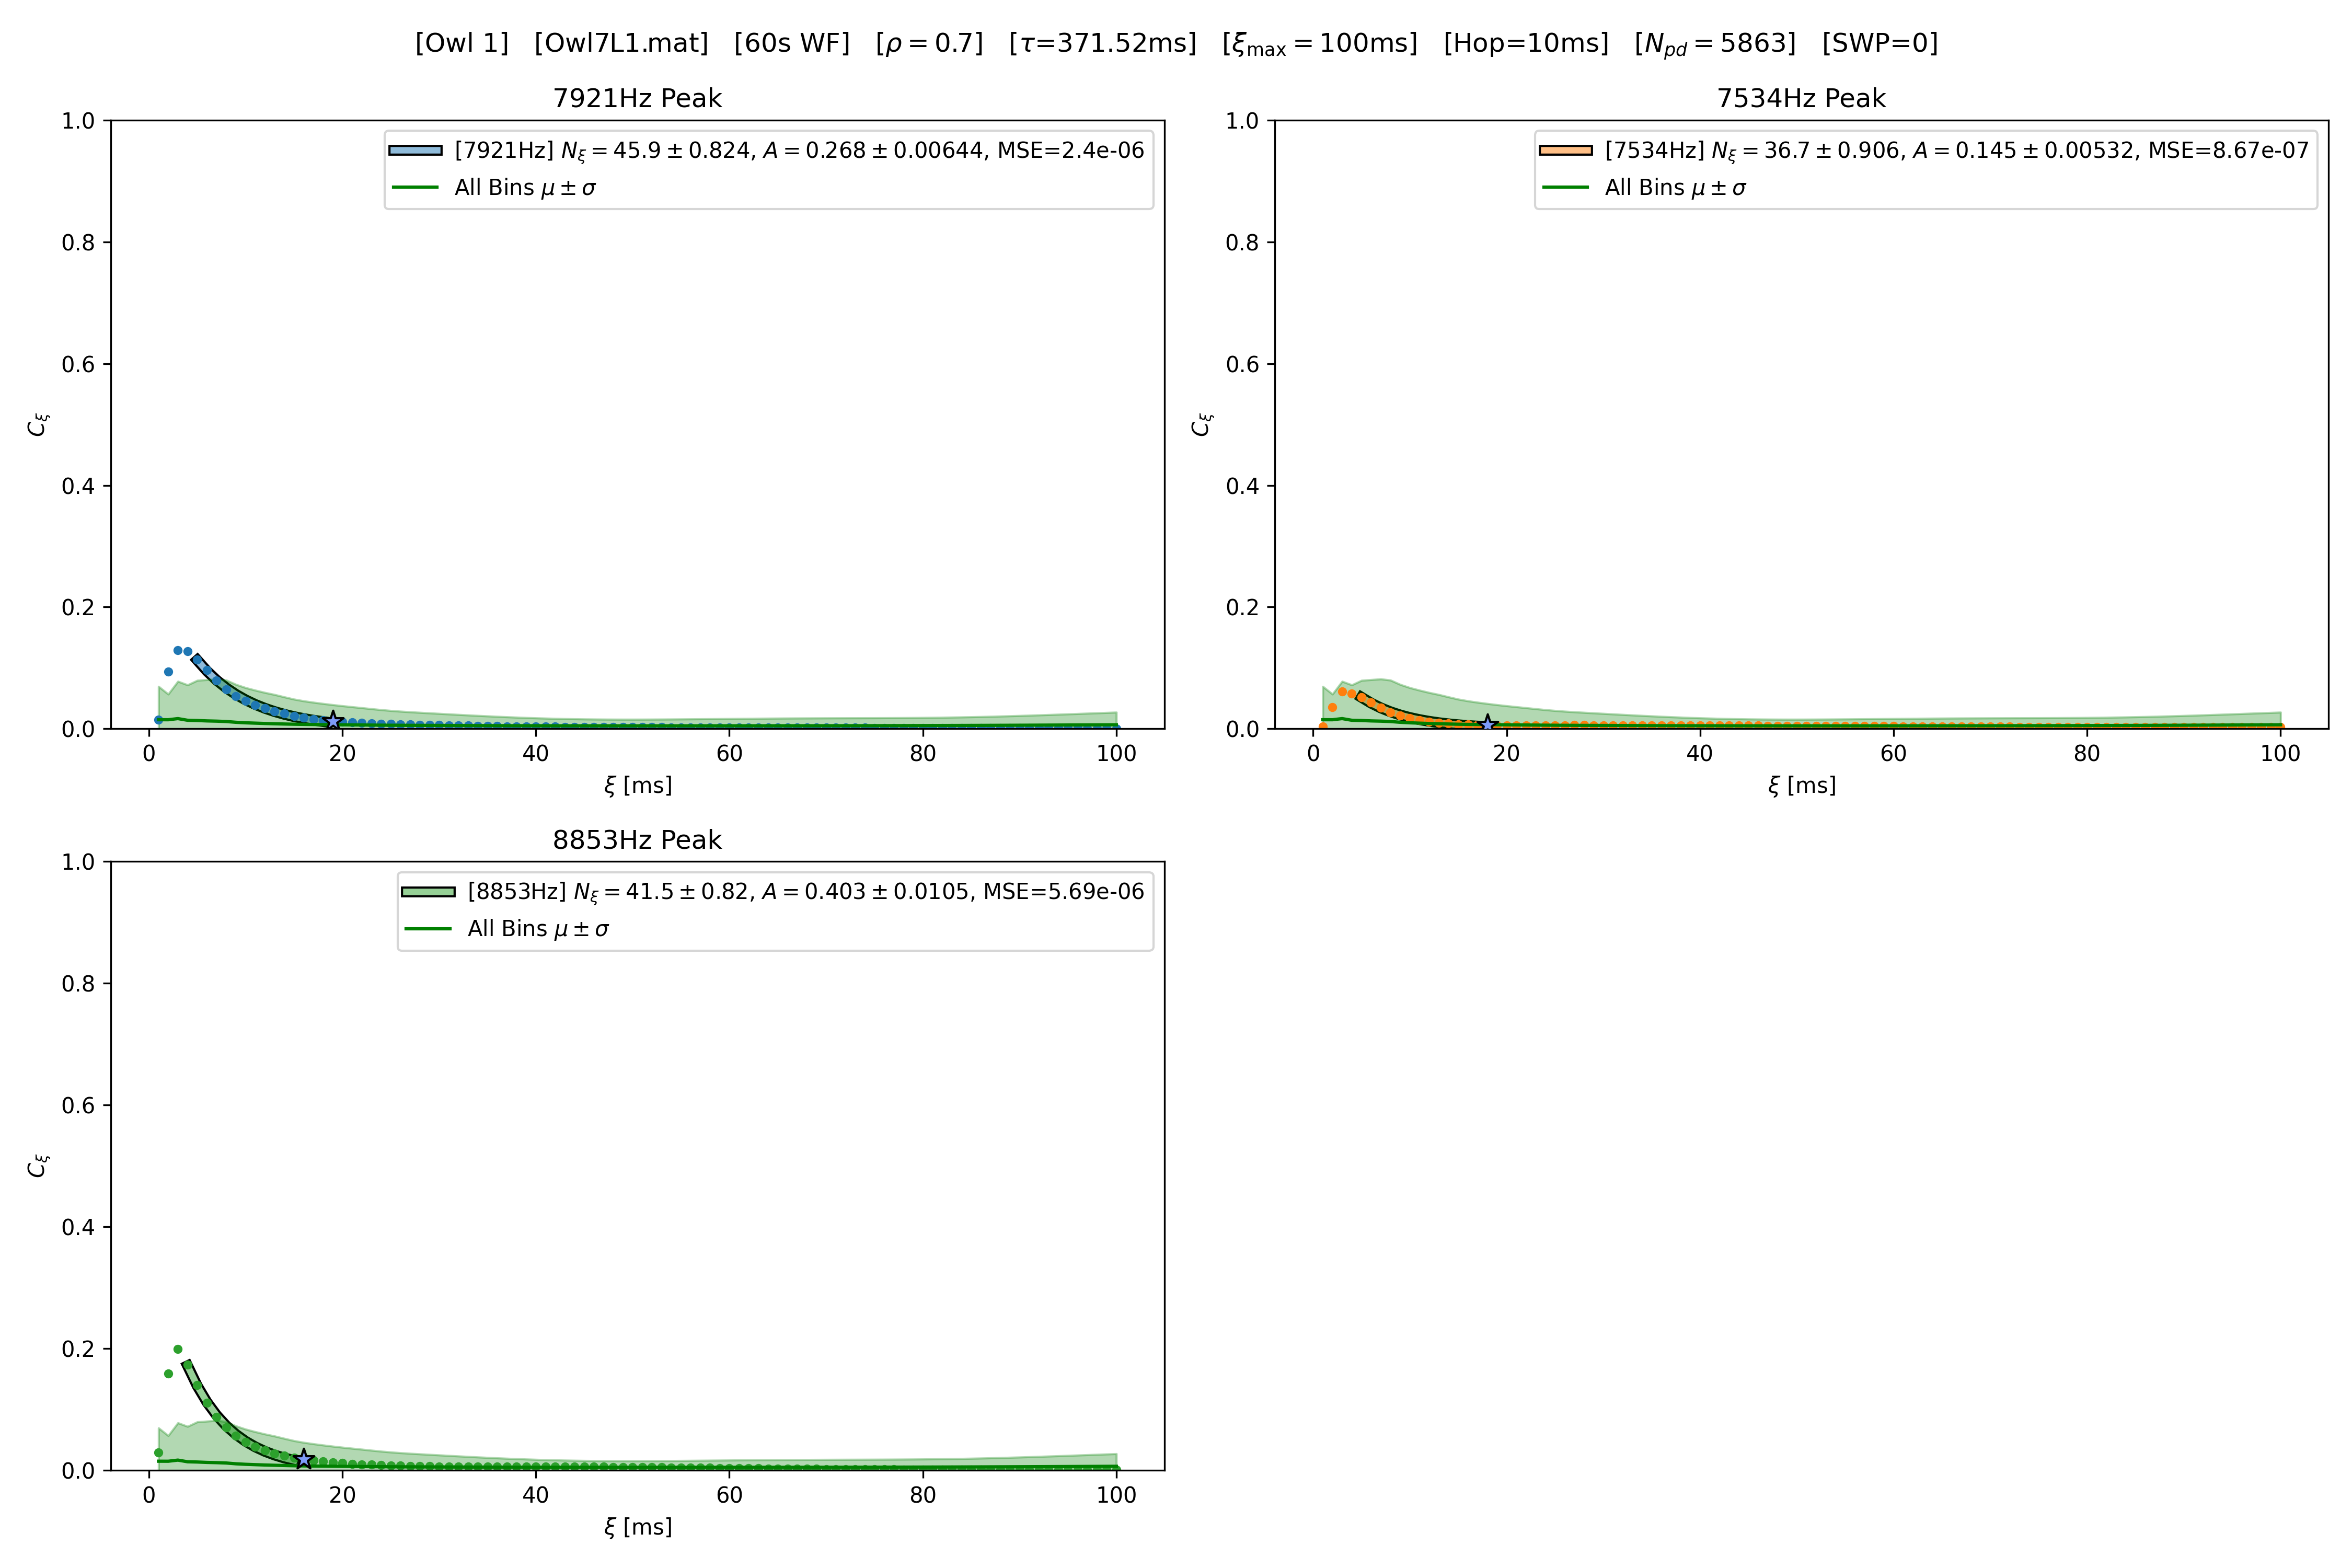 [Owl 1] [Owl7L1.mat] [60s WF] [ρ = 0.7] [τ=371.52ms] [ξmax = 100ms] [Hop=10ms] [Npd = 5863] [SWP=0]
7921Hz Peak
[7921Hz] Nξ = 45.9 ± 0.824, A = 0.268 ± 0.00644, MSE=2.4e-06
All Bins μ ± σ
1.0
0.8
0.6
0.4
0.2
0.0
Cξ
0 20 40 60 80 100
ξ [ms]
7534Hz Peak
[7534Hz] Nξ = 36.7 ± 0.906, A = 0.145 ± 0.00532, MSE=8.67e-07
All Bins μ ± σ
1.0
0.8
0.6
0.4
0.2
0.0
Cξ
0 20 40 60 80 100
ξ [ms]
8853Hz Peak
[8853Hz] Nξ = 41.5 ± 0.82, A = 0.403 ± 0.0105, MSE=5.69e-06
All Bins μ ± σ
1.0
0.8
0.6
0.4
0.2
0.0
Cξ
0 20 40 60 80 100
ξ [ms]